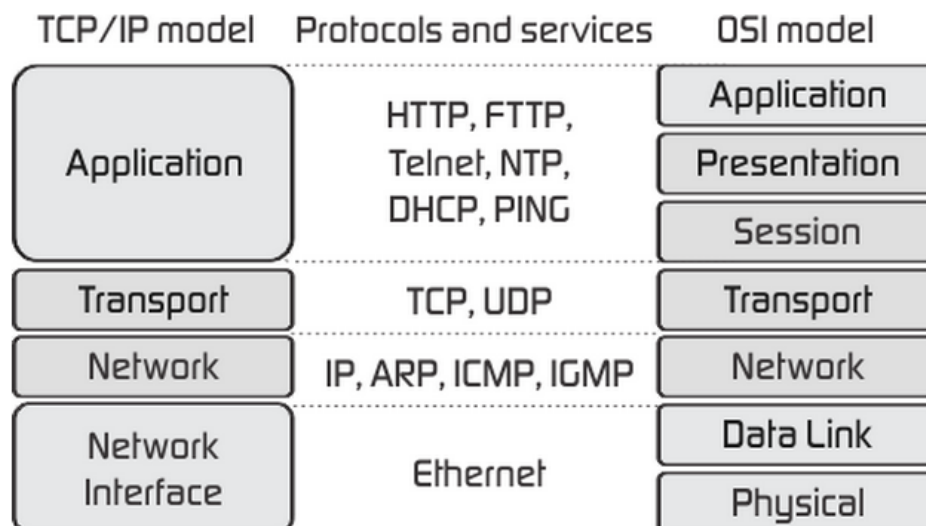 TCP/IP model
Protocols and services
OSI model
Application
HTTP, FTTP,
Telnet, NTP,
DHCP, PING
Application
Presentation
Session
Transport
TCP, UDP
Transport
Network
IP, ARP, ICMP, IGMP
Network
Network
Interface
Ethernet
Data Link
Physical